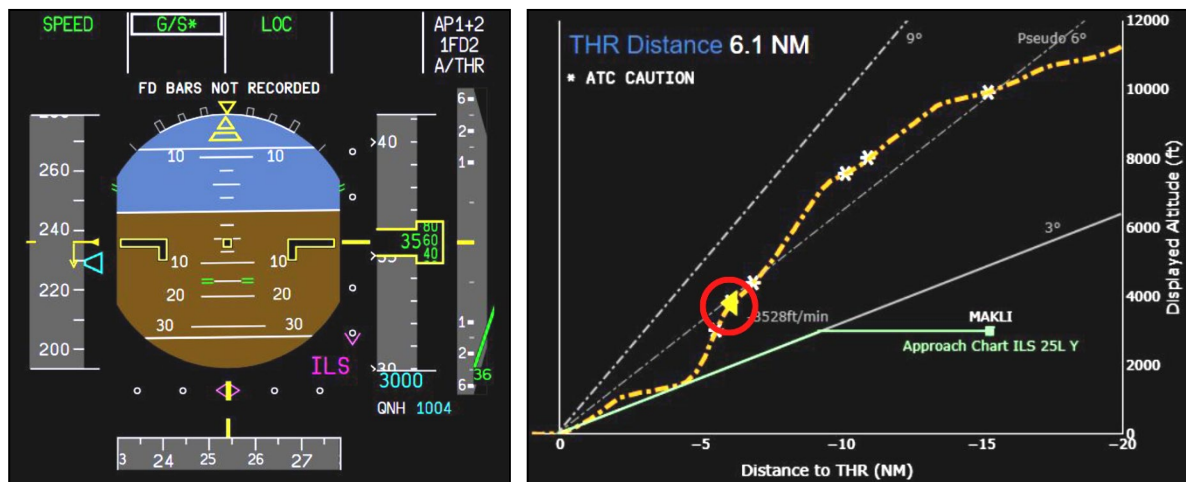 SPEED G/S* LOC AP1+2
1FD2
A/THR
FD BARS NOT RECORDED
6
40
2
260 10 10 1
240 80
35 60
40
220 10 10
20 20
1
200 30 30 2
ILS 3000 6
36
QNH 1004
3 24 25 26 27
THR Distance 6.1 NM
* ATC CAUTION
9°
Pseudo 6°
3°
-3528ft/min
MAKLI
Approach Chart ILS 25L Y
12000
10000
8000
6000
4000
2000
0
Displayed Altitude (ft)
0 -5 -10 -15 -20
Distance to THR (NM)